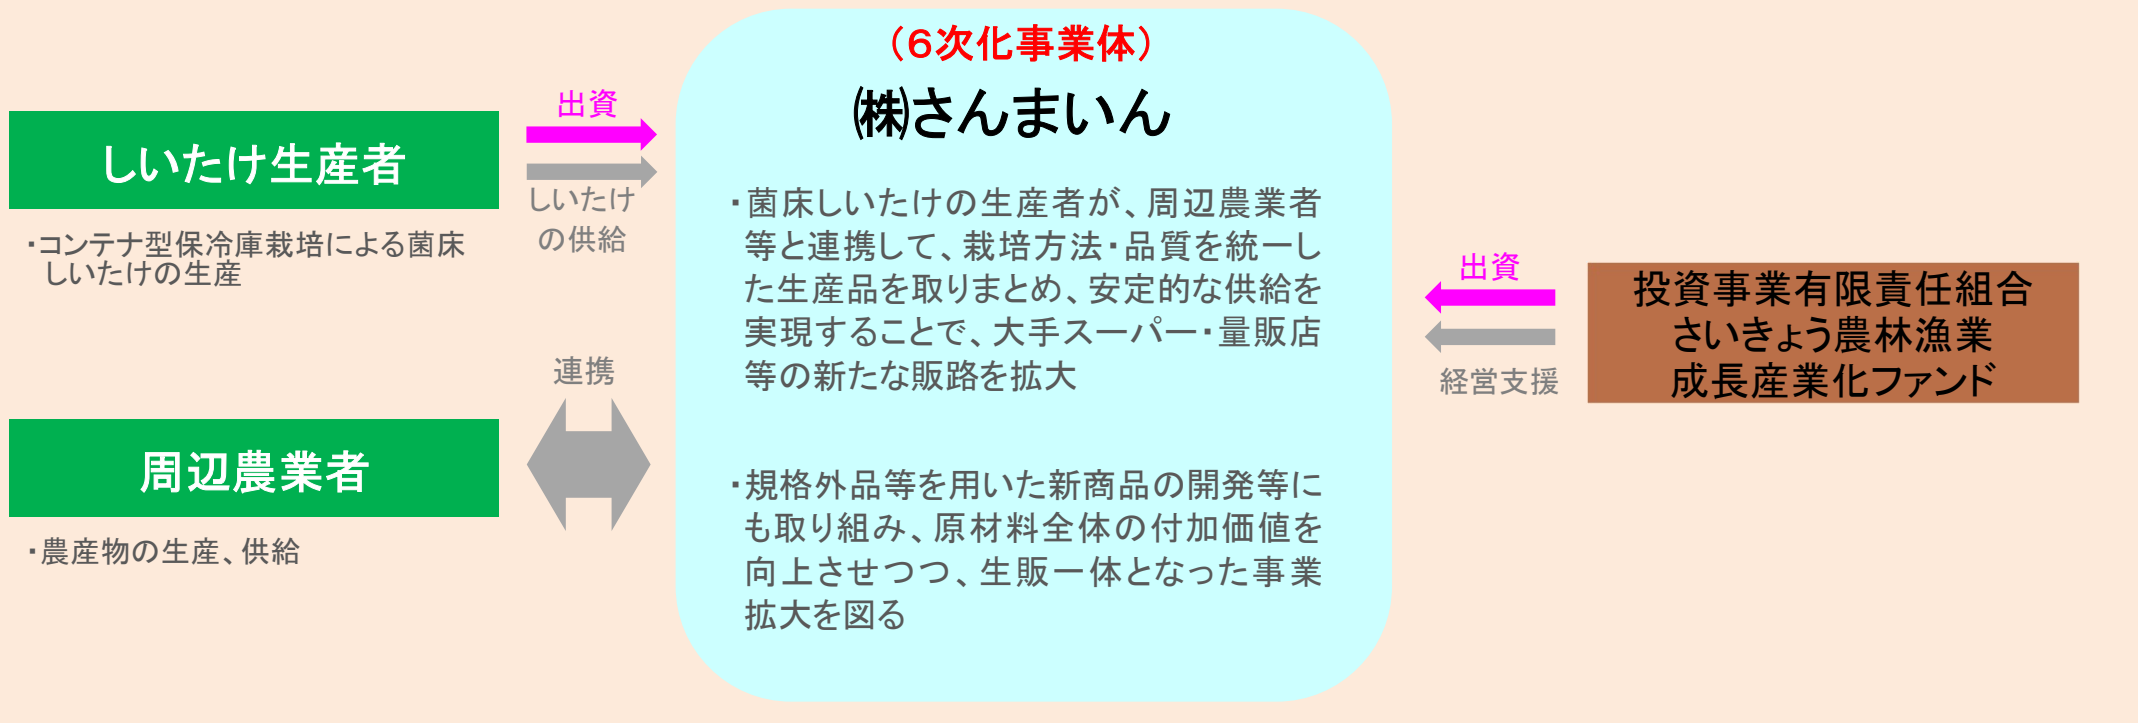 しいたけ生産者
・コンテナ型保冷庫栽培による菌床
しいたけの生産
周辺農業者
・農産物の生産、供給
出資
しいたけ
の供給
連携
（６次化事業体）
㈱さんまいん
・菌床しいたけの生産者が、周辺農業者
等と連携して、栽培方法・品質を統一し
た生産品を取りまとめ、安定的な供給を
実現することで、大手スーパー・量販店
等の新たな販路を拡大
・規格外品等を用いた新商品の開発等に
も取り組み、原材料全体の付加価値を
向上させつつ、生販一体となった事業
拡大を図る
出資
経営支援
投資事業有限責任組合
さいきょう農林漁業
成長産業化ファンド